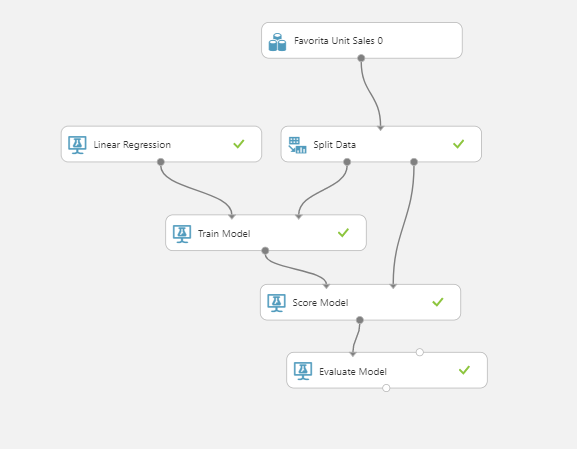 Favorita Unit Sales 0
Linear Regression
Split Data
Train Model
Score Model
Evaluate Model